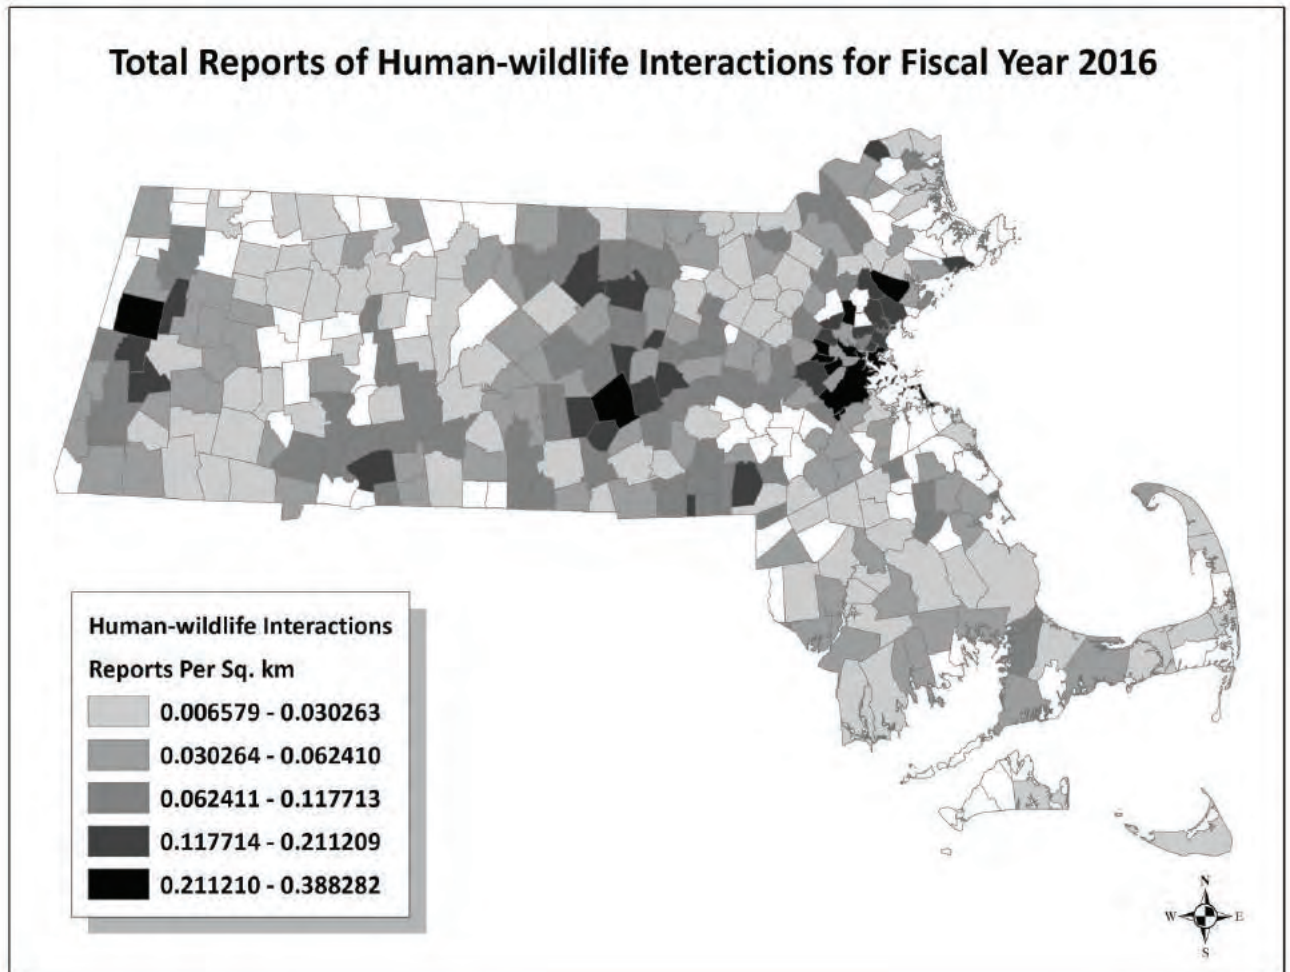 Total Reports of Human-wildlife Interactions for Fiscal Year 2016
Human-wildlife Interactions
Reports Per Sq. km
0.006579 - 0.030263
0.030264 - 0.062410
0.062411 - 0.117713
0.117714 - 0.211209
0.211210 - 0.388282
N
W E
S